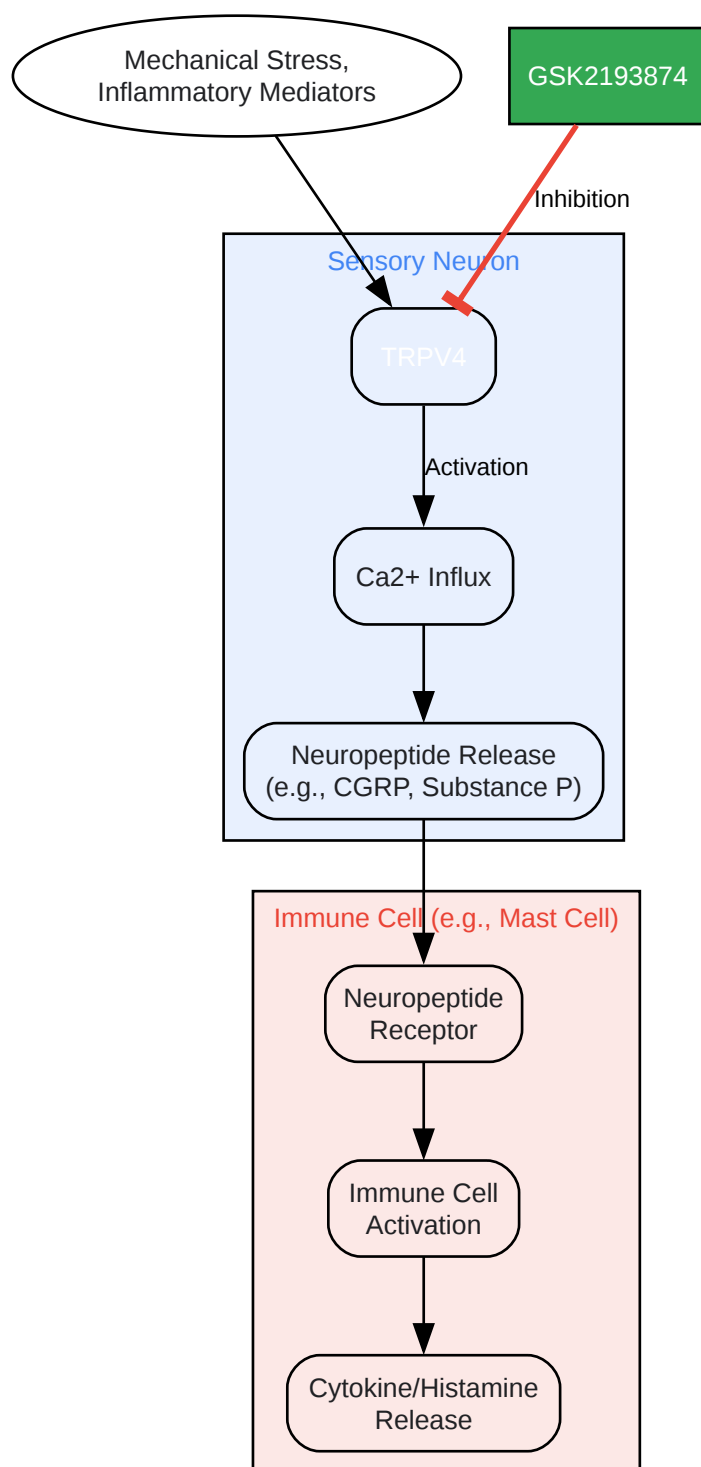 Mechanical Stress,
Inflammatory Mediators
GSK2193874
Inhibition
Sensory Neuron
TRPV4
Activation
Ca2+ Influx
Neuropeptide Release
(e.g., CGRP, Substance P)
Immune Cell (e.g., Mast Cell)
Neuropeptide
Receptor
Immune Cell
Activation
Cytokine/Histamine
Release